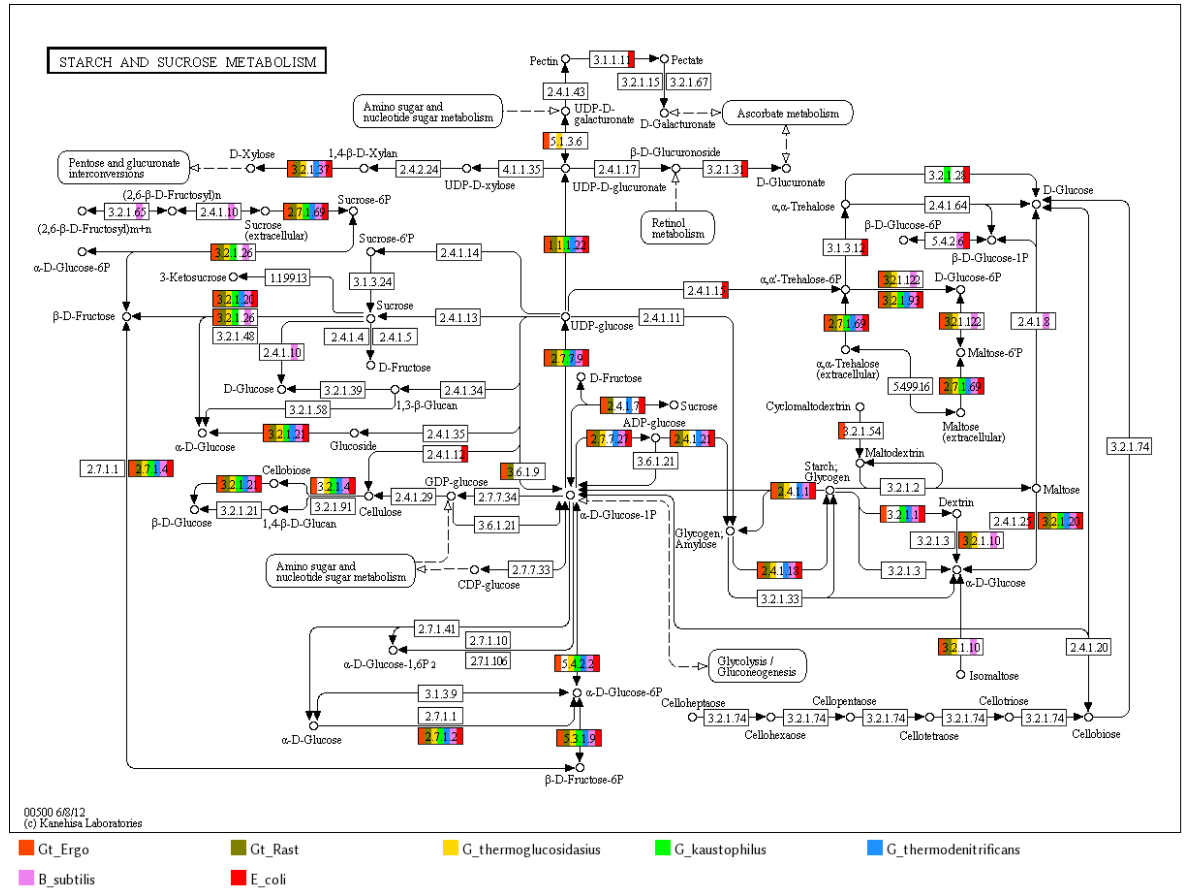 STARCH AND SUCROSE METABOLISM
Pectin
3.1.1.11
Pectate
3.2.1.15
3.2.1.67
2.4.1.43
Amino sugar and
nucleotide sugar metabolism
UDP-D-
galacturonate
D-Galacturonate
Ascorbate metabolism
5.1.3.6
Pentose and glucuronate
interconversions
D-Xylose
3.2.1.37
1,4-β-D-Xylan
2.4.2.24
UDP-D-xylose
4.1.1.35
UDP-D-glucuronate
2.4.1.17
β-D-Glucuronoside
3.2.1.31
D-Glucuronate
Retinol
metabolism
(2,6-β-D-Fructosyl)n
3.2.1.65
2.4.1.10
2.7.1.69
Sucrose-6P
(2,6-β-D-Fructosyl)m+n
Sucrose
(extracellular)
α-D-Glucose-6P
3.2.1.26
Sucrose-6'P
2.4.1.14
1.1.1.22
3-Ketosucrose
1.1.99.13
3.1.3.24
3.2.1.20
3.2.1.26
3.2.1.48
β-D-Fructose
Sucrose
2.4.1.13
UDP-glucose
2.4.1.11
2.4.1.15
2.4.1.10
2.4.1.4
2.4.1.5
D-Fructose
2.7.7.9
D-Glucose
3.2.1.39
2.4.1.34
1,3-β-Glucan
3.2.1.58
α-D-Glucose
3.2.1.21
Glucoside
2.4.1.35
2.4.1.12
2.7.1.1
2.7.1.4
Cellobiose
3.2.1.21
3.2.1.4
β-D-Glucose
3.2.1.21
1,4-β-D-Glucan
3.2.1.91
Cellulose
2.4.1.29
GDP-glucose
2.7.7.34
3.6.1.21
3.6.1.9
α-D-Glucose-1P
D-Fructose
2.4.1.7
Sucrose
ADP-glucose
2.7.7.27
2.4.1.21
3.6.1.21
Amino sugar and
nucleotide sugar metabolism
CDP-glucose
2.7.7.33
3.2.1.28
D-Glucose
α,α-Trehalose
2.4.1.64
β-D-Glucose-6P
5.4.2.6
β-D-Glucose-1P
3.1.3.12
α,α'-Trehalose-6P
3.2.1.122
3.2.1.93
D-Glucose-6P
2.7.1.69
3.2.1.122
2.4.1.8
α,α-Trehalose
(extracellular)
Maltose-6'P
5.4.99.16
2.7.1.69
Maltose
(extracellular)
Cyclomaltodextrin
3.2.1.54
Maltodextrin
3.2.1.74
Starch;
Glycogen
3.2.1.2
Maltose
2.4.1.1
3.2.1.1
Dextrin
2.4.1.25
3.2.1.20
Glycogen;
Amylose
3.2.1.3
3.2.1.10
2.4.1.18
3.2.1.3
α-D-Glucose
3.2.1.33
2.7.1.41
2.7.1.10
2.7.1.106
α-D-Glucose-1,6P2
5.4.2.2
Glycolysis /
Gluconeogenesis
3.2.1.10
Isomaltose
2.4.1.20
3.1.3.9
α-D-Glucose-6P
2.7.1.1
α-D-Glucose
2.7.1.2
5.3.1.9
β-D-Fructose-6P
Celloheptaose
3.2.1.74
Cellohexaose
3.2.1.74
Cellopentaose
3.2.1.74
Cellotetraose
3.2.1.74
Cellotriose
3.2.1.74
Cellobiose
00500 6/8/12
(c) Kanehisa Laboratories
Gt_Ergo
Gt_Rast
G_thermoglucosidasius
G_kaustophilus
G_thermodenitrificans
B_subtilis
E_coli